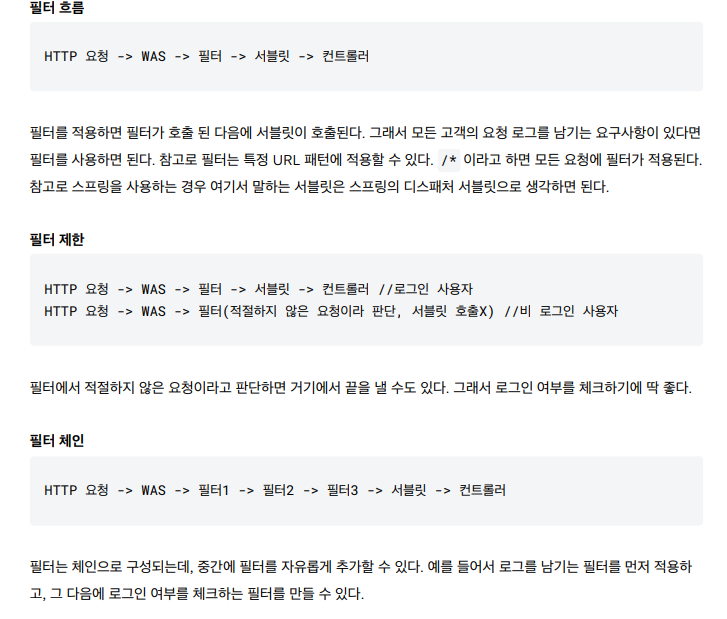 필터 흐름
HTTP 요청 -> WAS -> 필터 -> 서블릿 -> 컨트롤러
필터를 적용하면 필터가 호출 된 다음에 서블릿이 호출된다. 그래서 모든 고객의 요청 로그를 남기는 요구사항이 있다면
필터를 사용하면 된다. 참고로 필터는 특정 URL 패턴에 적용할 수 있다. /* 이라고 하면 모든 요청에 필터가 적용된다.
참고로 스프링을 사용하는 경우 여기서 말하는 서블릿은 스프링의 디스패처 서블릿으로 생각하면 된다.
필터 제한
HTTP 요청 -> WAS -> 필터 -> 서블릿 -> 컨트롤러 //로그인 사용자
HTTP 요청 -> WAS -> 필터(적절하지 않은 요청이라 판단, 서블릿 호출X) //비 로그인 사용자
필터에서 적절하지 않은 요청이라고 판단하면 거기에서 끝을 낼 수도 있다. 그래서 로그인 여부를 체크하기에 딱 좋다.
필터 체인
HTTP 요청 -> WAS -> 필터1 -> 필터2 -> 필터3 -> 서블릿 -> 컨트롤러
필터는 체인으로 구성되는데, 중간에 필터를 자유롭게 추가할 수 있다. 예를 들어서 로그를 남기는 필터를 먼저 적용하
고, 그 다음에 로그인 여부를 체크하는 필터를 만들 수 있다.